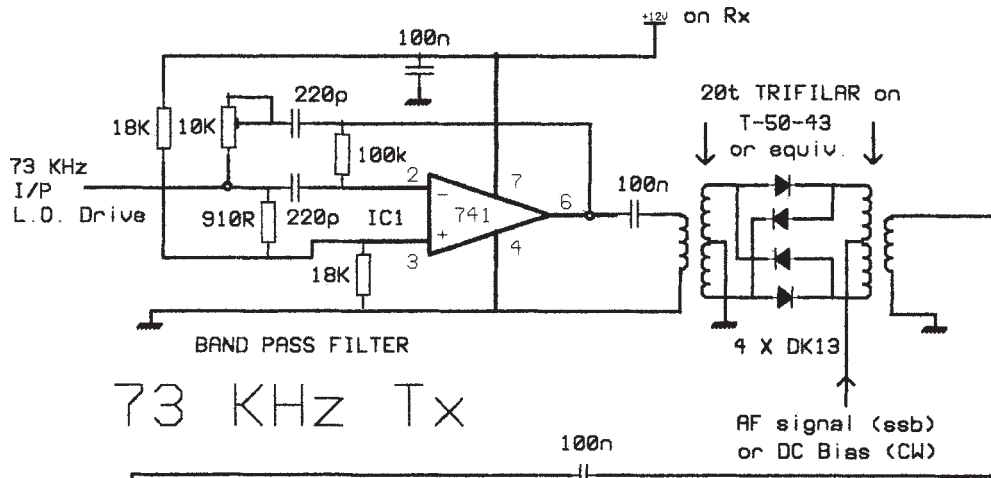 +12V on Rx
100n
220p
18K
10K
100k
20t TRIFILAR on
T-50-43
or equiv.
73 KHz
I/P
L.O. Drive
2
7
100n
6
-
741
910R
220p
IC1
+
4
3
18K
BAND PASS FILTER
4 X DK13
73 KHz Tx
AF signal (ssb)
or DC Bias (CW)
100n